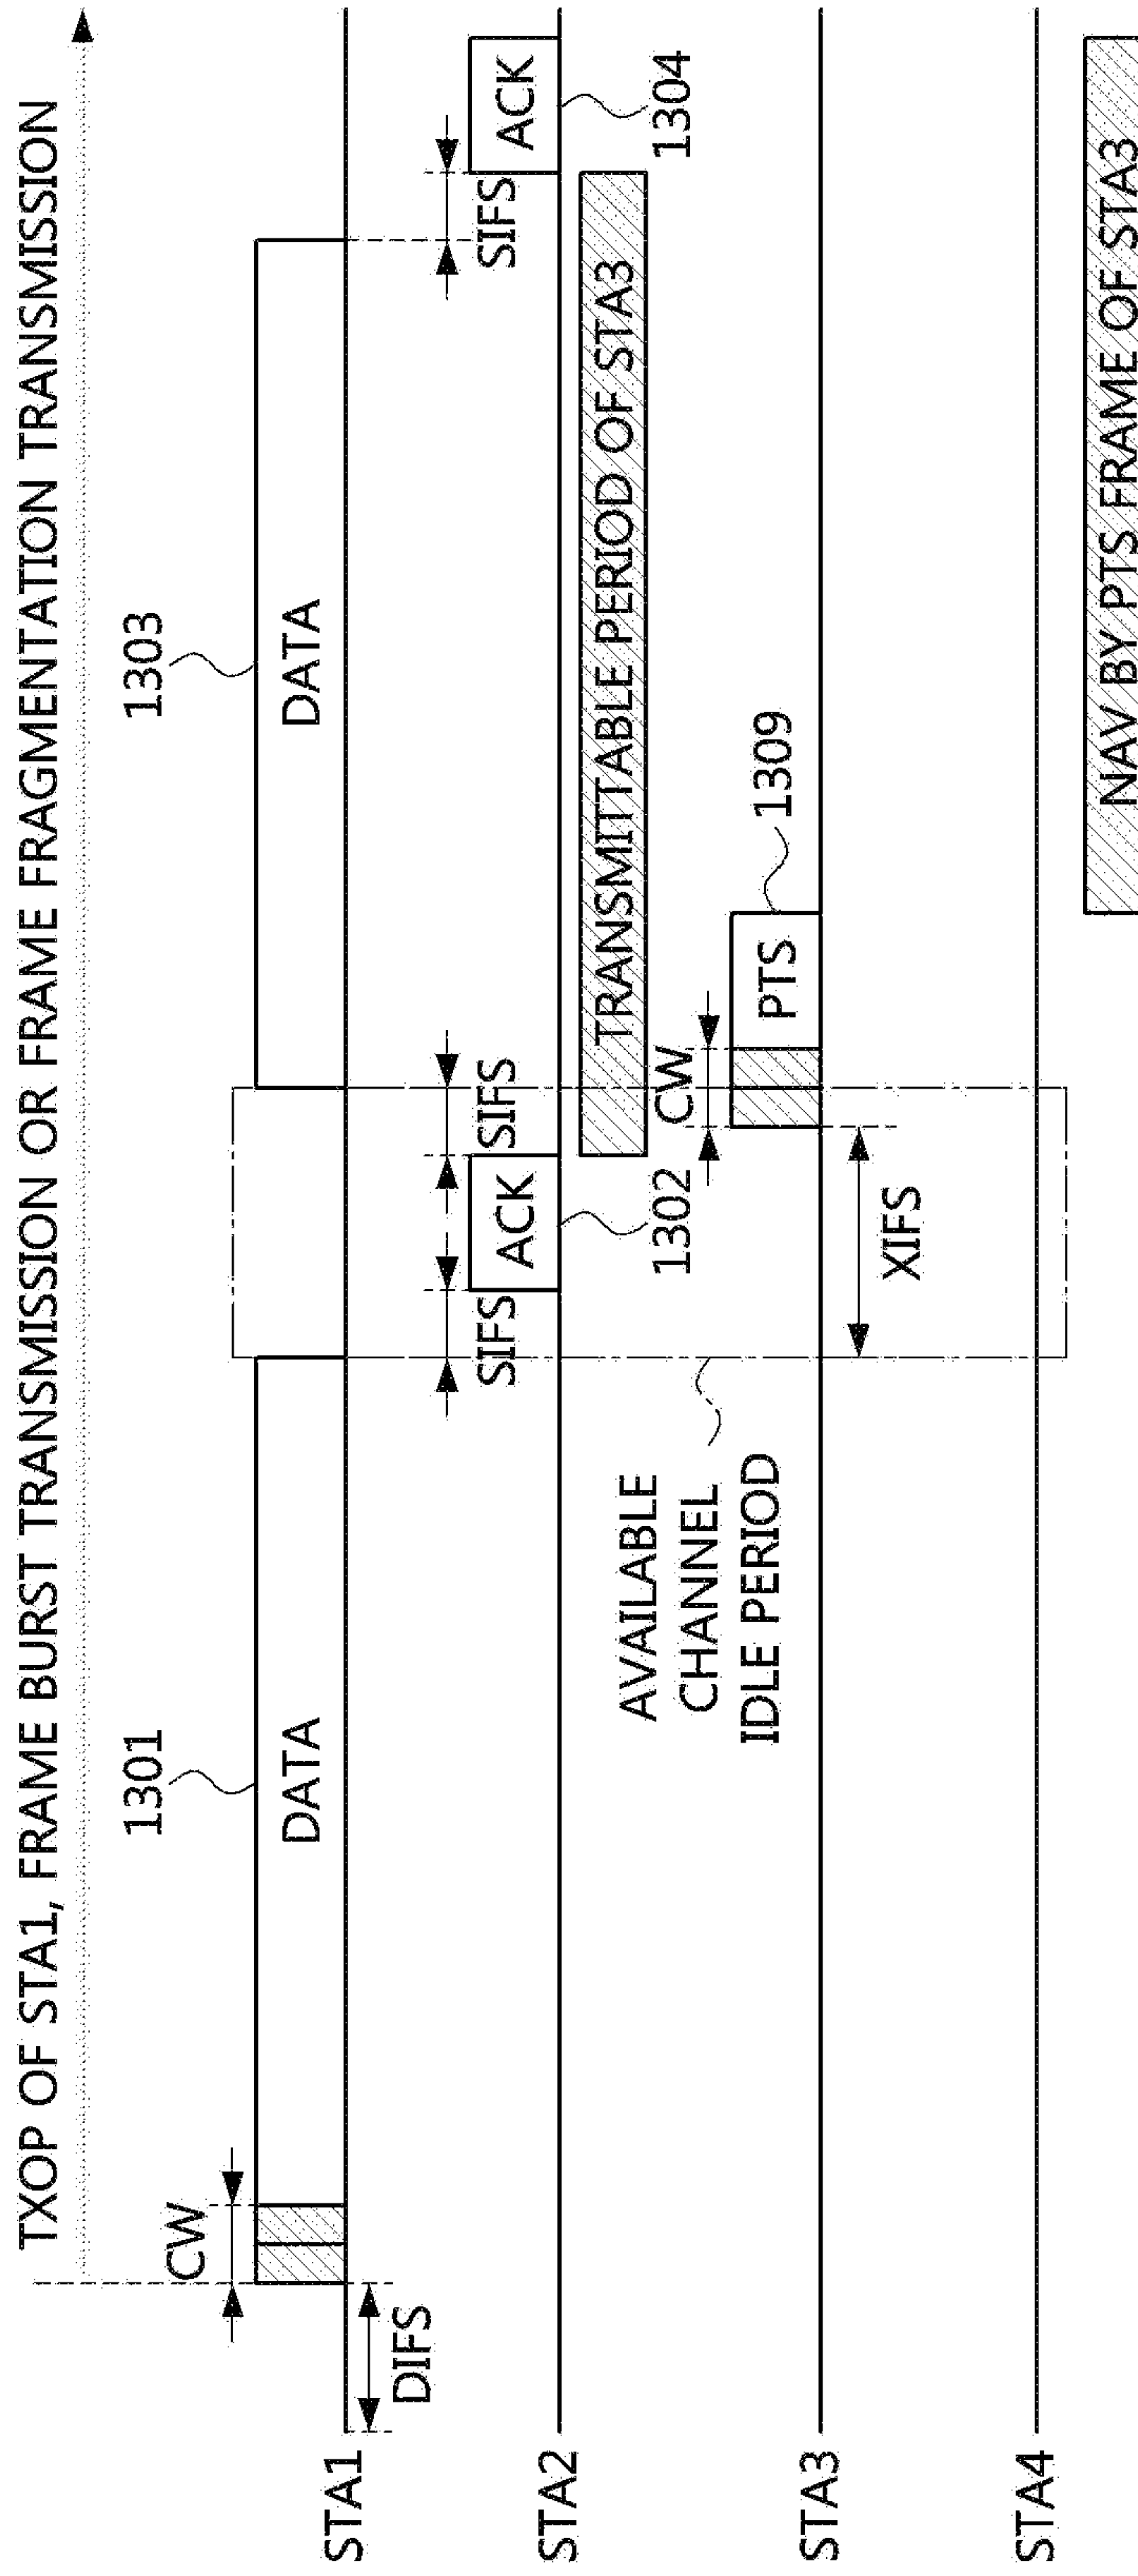 TXOP OF STA1, FRAME BURST TRANSMISSION OR FRAME FRAGMENTATION TRANSMISSION
1301
1303
CW
DATA
DATA
STA1
DIFS
SIFS
SIFS
SIFS
ACK
ACK
STA2
1302
1304
TRANSMITTABLE PERIOD OF STA3
AVAILABLE
CHANNEL
IDLE PERIOD
CW
PTS
1309
STA3
XIFS
STA4
NAV BY PTS FRAME OF STA3